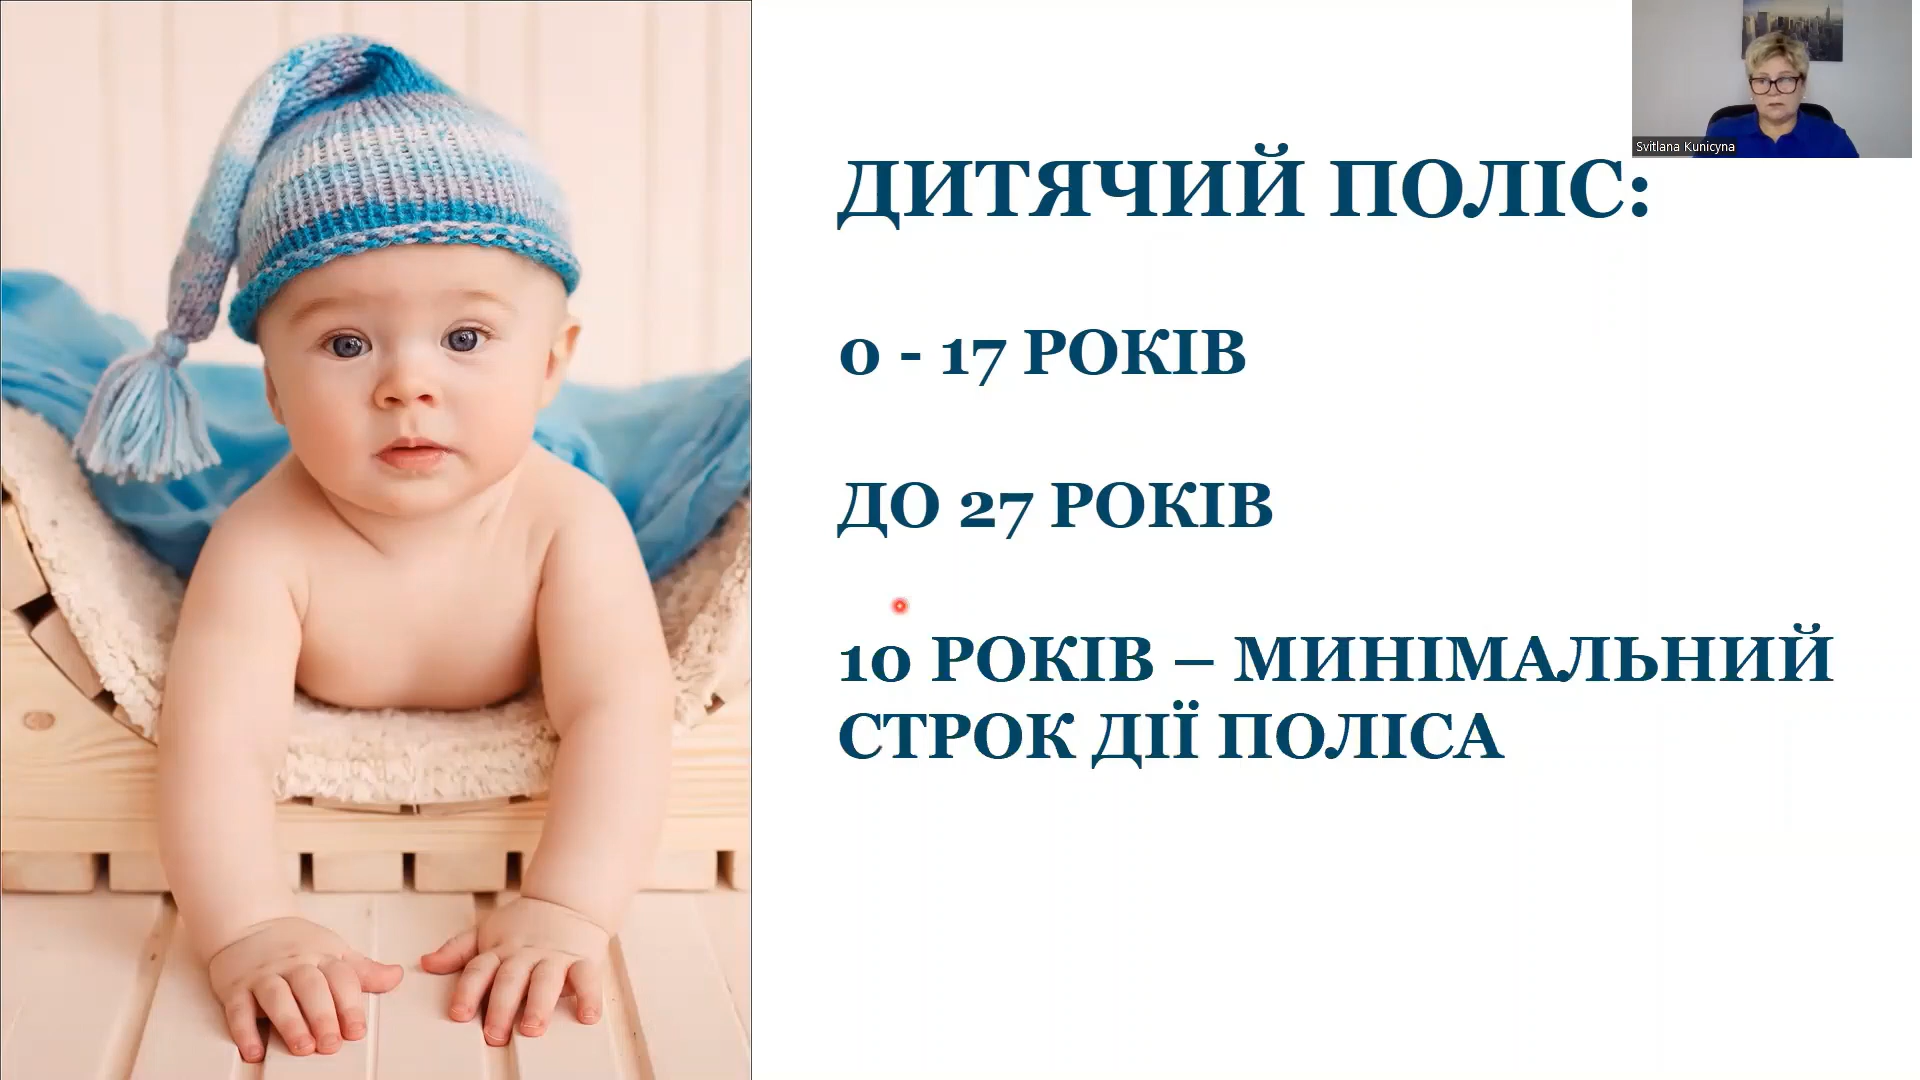 Svitlana Kunicyna
ДИТЯЧИЙ ПОЛІС:
0 - 17 РОКІВ
ДО 27 РОКІВ
10 РОКІВ – МИНІМАЛЬНИЙ
СТРОК ДІЇ ПОЛІСА